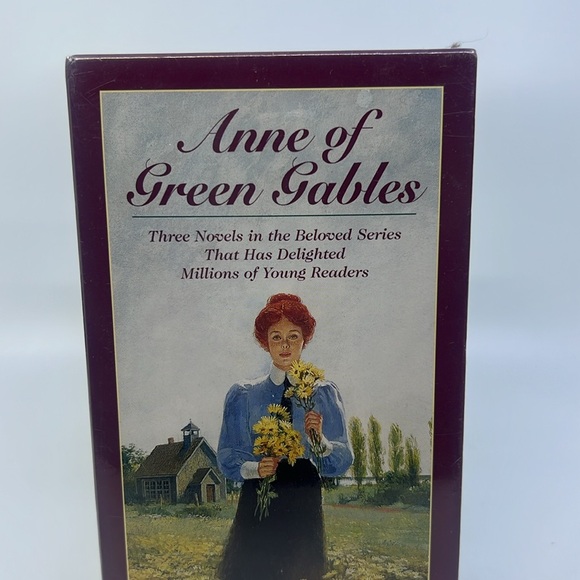 Anne of
Green Gables
Three Novels in the Beloved Series
That Has Delighted
Millions of Young Readers